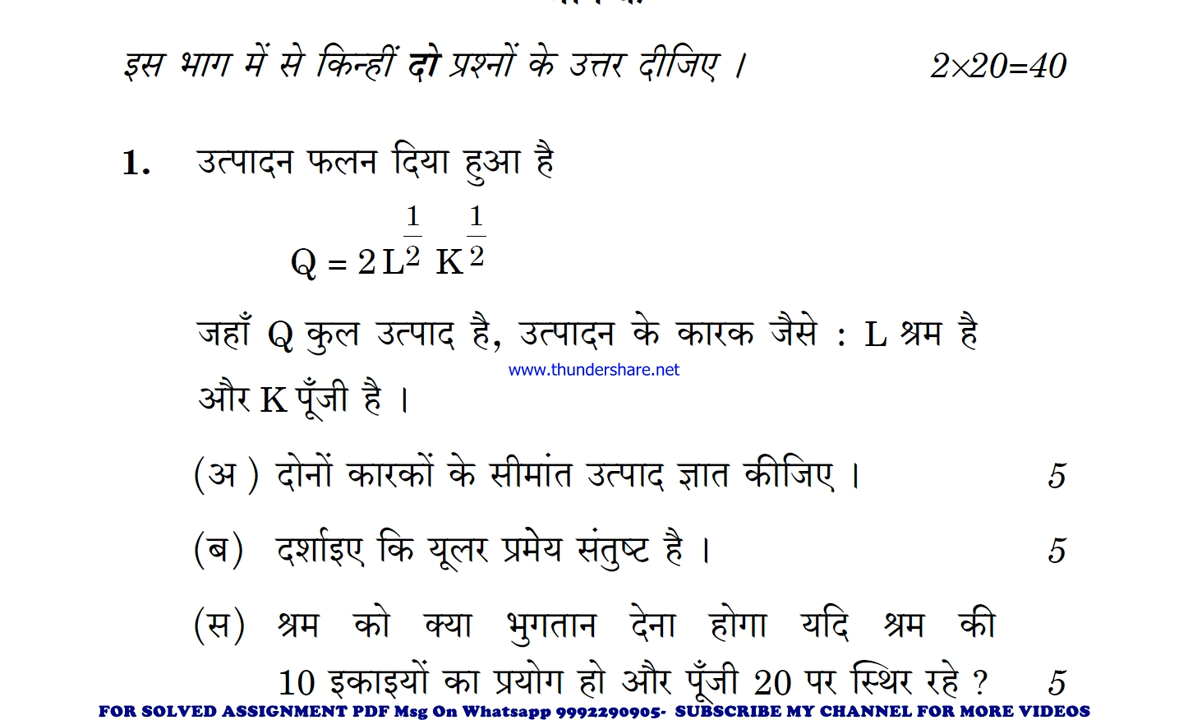 इस भाग में से किन्हीं दो प्रश्नों के उत्तर दीजिए । 2×20=40
1. उत्पादन फलन दिया हुआ है
Q = 2 L^{1/2} K^{1/2}
जहाँ Q कुल उत्पाद है, उत्पादन के कारक जैसे : L श्रम है
www.thundershare.net
और K पूँजी है ।
(अ ) दोनों कारकों के सीमांत उत्पाद ज्ञात कीजिए । 5
(ब) दर्शाइए कि यूलर प्रमेय संतुष्ट है । 5
(स) श्रम को क्या भुगतान देना होगा यदि श्रम की
10 इकाइयों का प्रयोग हो और पूँजी 20 पर स्थिर रहे ? 5
FOR SOLVED ASSIGNMENT PDF Msg On Whatsapp 9992290905- SUBSCRIBE MY CHANNEL FOR MORE VIDEOS